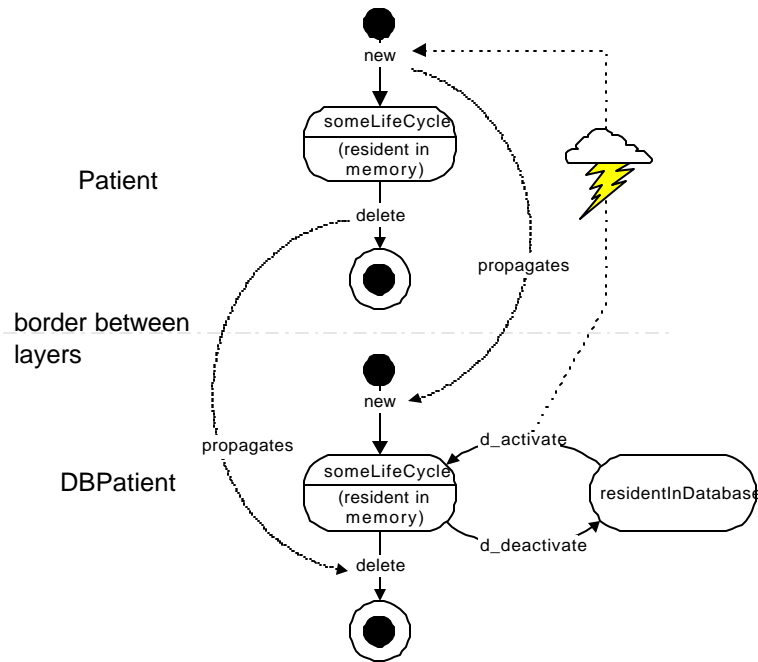 new
someLifeCycle
(resident in
memory)
Patient
delete
propagates
border between
layers
new
propagates
d_activate
someLifeCycle
DBPatient
(resident in
memory)
residentInDatabase
d_deactivate
delete